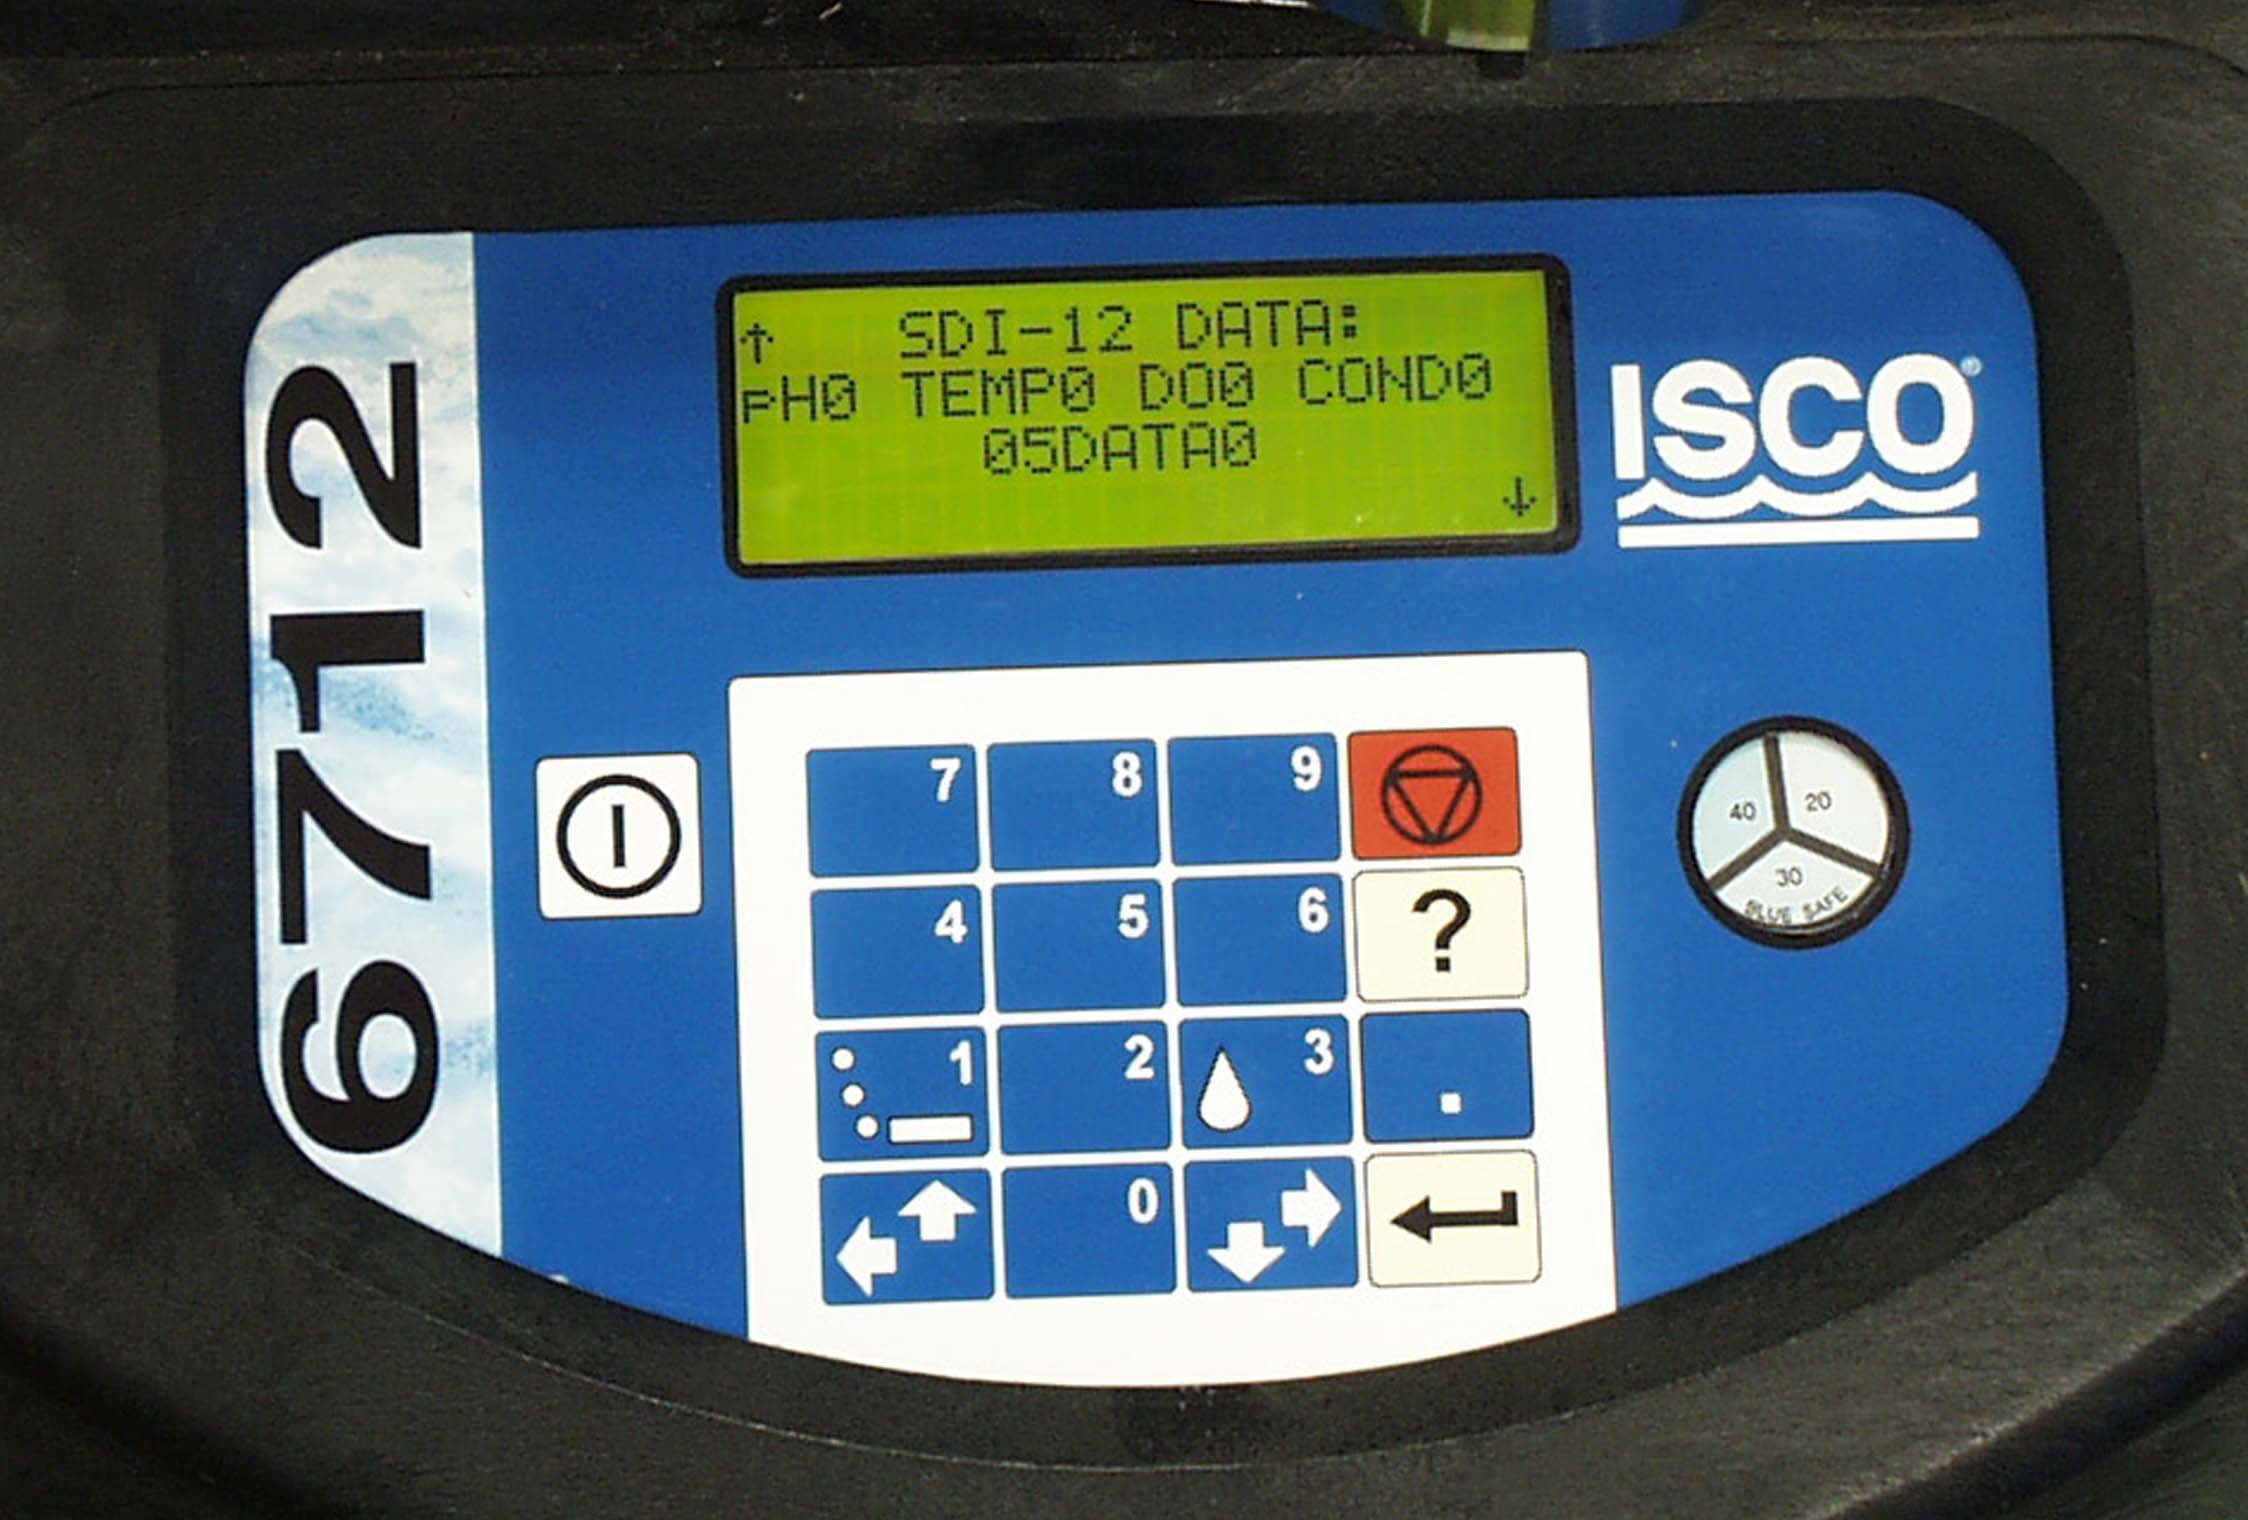 SDI-12 DATA:
pH0 TEMP0 DO0 COND0
05DATA0
ISCO
6712
7 8 9
4 5 6 ?
1 2 3 .
0
40 20
30
BLUE SAFE